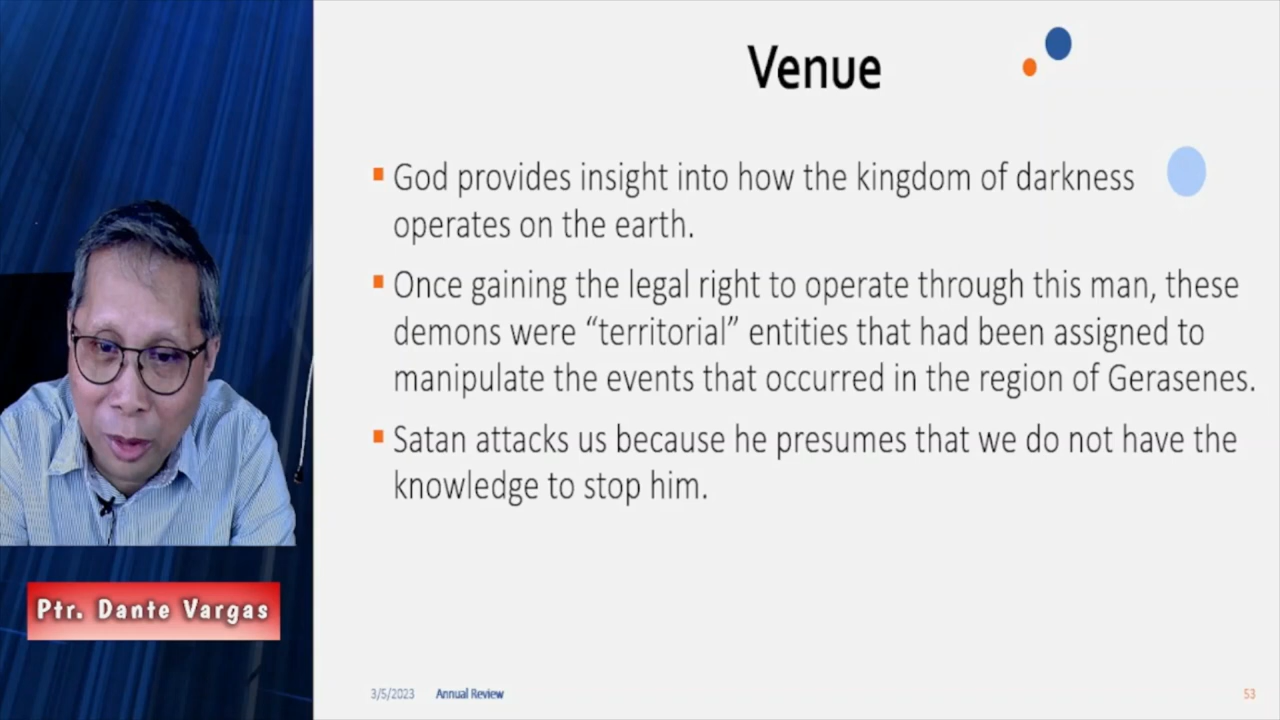 Venue
God provides insight into how the kingdom of darkness
operates on the earth.
Once gaining the legal right to operate through this man, these
demons were “territorial” entities that had been assigned to
manipulate the events that occurred in the region of Gerasenes.
Satan attacks us because he presumes that we do not have the
knowledge to stop him.
Ptr. Dante Vargas
3/5/2023 Annual Review 53